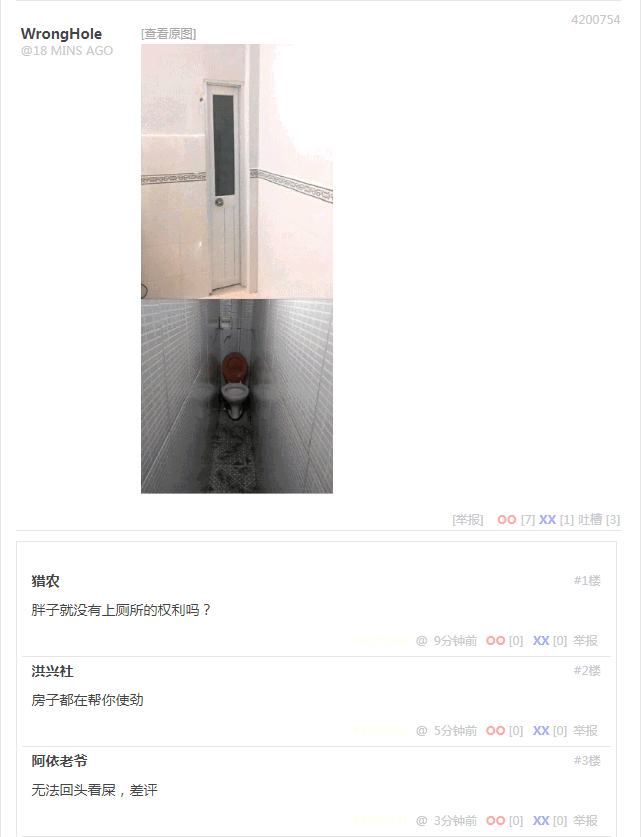 4200754
WrongHole
[查看原图]
@18 MINS AGO
[举报] OO [7] XX [1] 吐槽 [3]
猎农 #1楼
胖子就没有上厕所的权利吗？
@ 9分钟前 OO [0] XX [0] 举报
洪兴社 #2楼
房子都在帮你使劲
@ 5分钟前 OO [0] XX [0] 举报
阿依老爷 #3楼
无法回头看屎，差评
@ 3分钟前 OO [0] XX [0] 举报